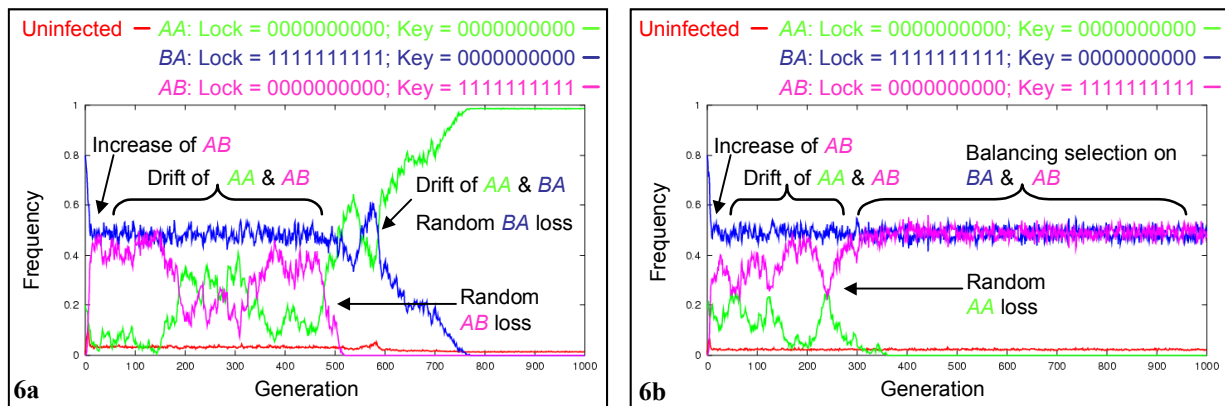 Uninfected AA: Lock = 0000000000; Key = 0000000000
BA: Lock = 1111111111; Key = 0000000000
AB: Lock = 0000000000; Key = 1111111111
1
0.8
0.6
0.4
0.2
0
Frequency
Increase of AB
Drift of AA & AB
Drift of AA & BA
Random BA loss
Random
AB loss
0 100 200 300 400 500 600 700 800 900 1000
Generation
6a
Uninfected AA: Lock = 0000000000; Key = 0000000000
BA: Lock = 1111111111; Key = 0000000000
AB: Lock = 0000000000; Key = 1111111111
1
0.8
0.6
0.4
0.2
0
Frequency
Increase of AB
Drift of AA & AB
Balancing selection on
BA & AB
Random
AA loss
0 100 200 300 400 500 600 700 800 900 1000
Generation
6b